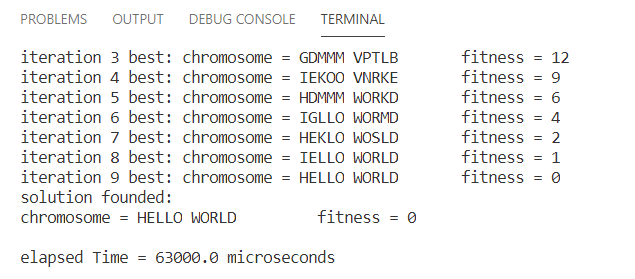 PROBLEMS OUTPUT DEBUG CONSOLE TERMINAL
iteration 3 best: chromosome = GDMMM VPTLB fitness = 12
iteration 4 best: chromosome = IEKOO VNRKE fitness = 9
iteration 5 best: chromosome = HDMMM WORKD fitness = 6
iteration 6 best: chromosome = IGLLO WORMD fitness = 4
iteration 7 best: chromosome = HEKLO WOSLD fitness = 2
iteration 8 best: chromosome = IELLO WORLD fitness = 1
iteration 9 best: chromosome = HELLO WORLD fitness = 0
solution founded:
chromosome = HELLO WORLD fitness = 0
elapsed Time = 63000.0 microseconds